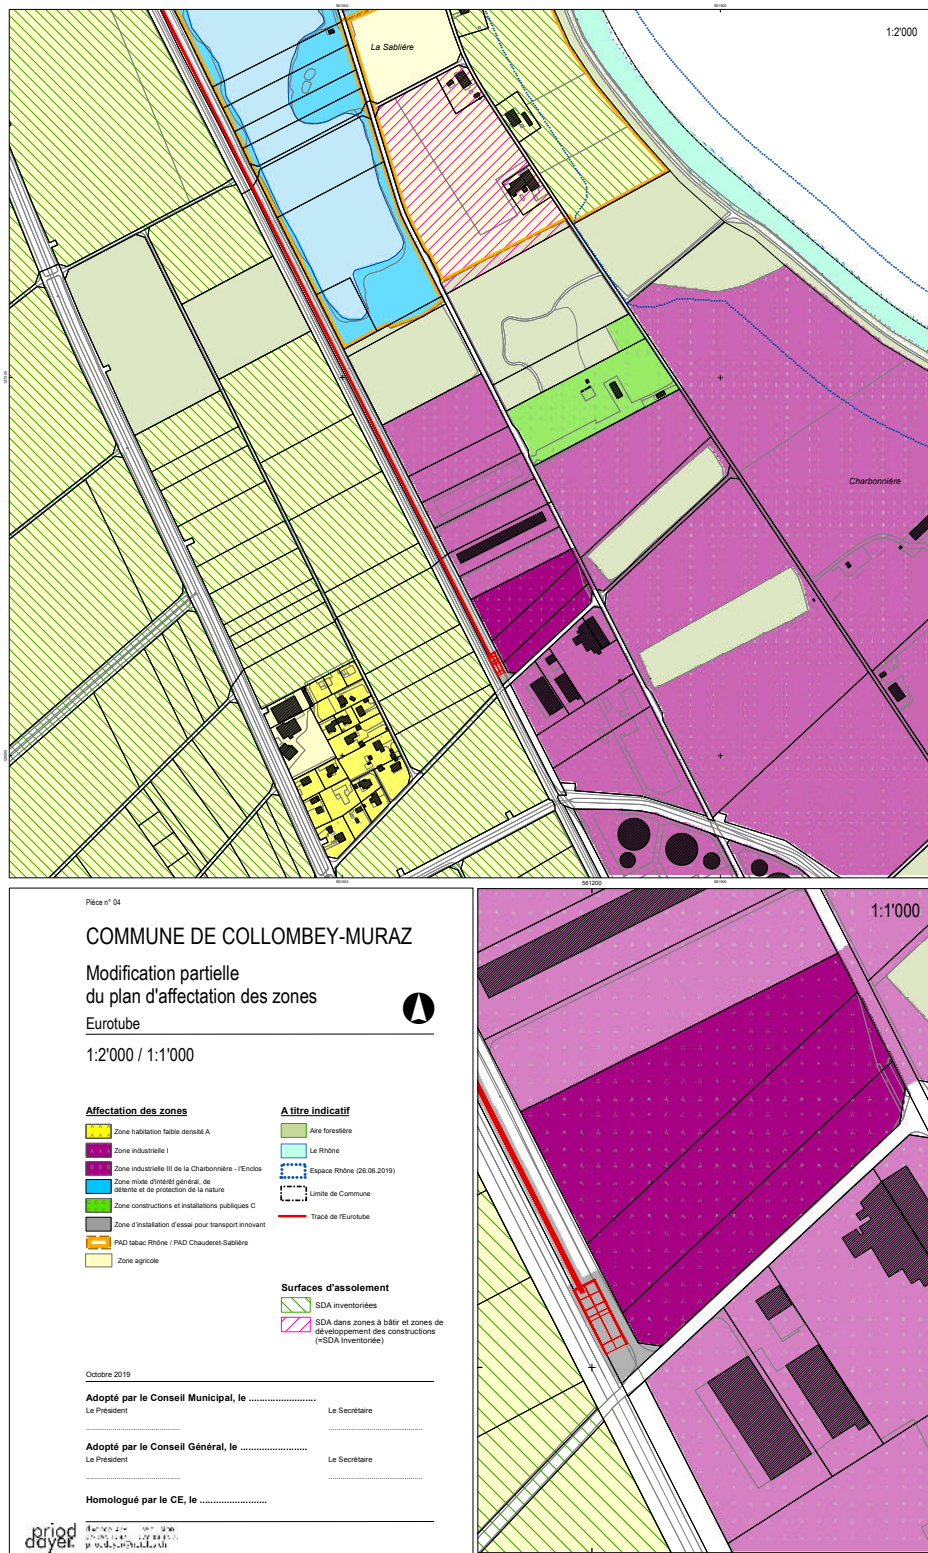 1:2'000
La Sablière
Charbonnière
561200
1:1'000
Pièce n° 04
COMMUNE DE COLLOMBEY-MURAZ
Modification partielle
du plan d'affectation des zones
Eurotube
1:2'000 / 1:1'000
Affectation des zones
Zone habitation faible densité A
Zone industrielle I
Zone industrielle III de la Charbonnière - l'Enclos
Zone mixte d'intérêt général, de
détente et de protection de la nature
Zone constructions et installations publiques C
Zone d'installation d'essai pour transport innovant
PAD tabac Rhône / PAD Chauderet-Sablière
Zone agricole
A titre indicatif
Aire forestière
Le Rhône
Espace Rhône (26.06.2019)
Limite de Commune
Tracé de l'Eurotube
Surfaces d'assolement
SDA inventoriées
SDA dans zones à bâtir et zones de
développement des constructions
(=SDA Inventoriée)
Octobre 2019
Adopté par le Conseil Municipal, le ........................
Le Président Le Secrétaire
Adopté par le Conseil Général, le ........................
Le Président Le Secrétaire
Homologué par le CE, le ........................
priod
dayer